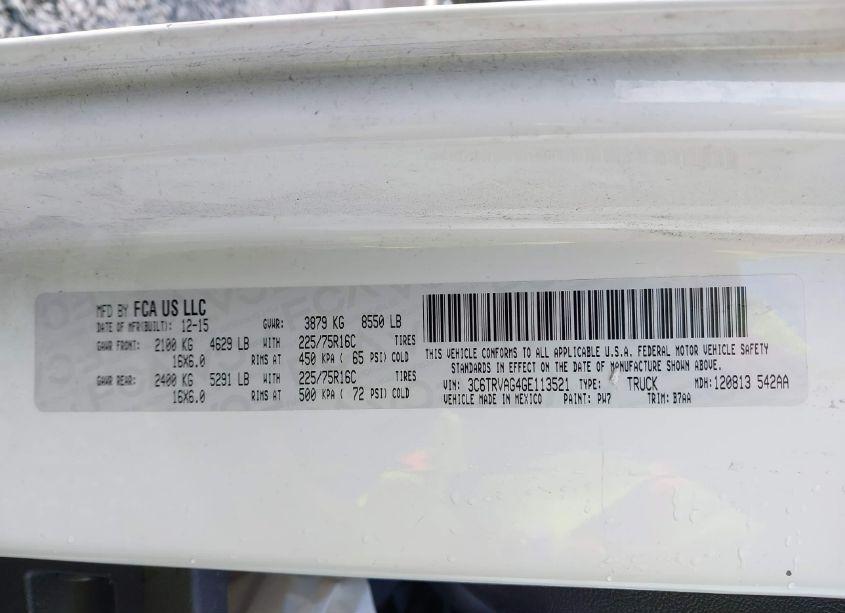 MFD BY FCA US LLC
DATE OF MFR(BUILT): 12-15 GVWR: 3879 KG 8550 LB
GAWR FRONT: 2100 KG 4629 LB WITH 225/75R16C TIRES
16X6.0 RIMS AT 450 KPA ( 65 PSI) COLD
GAWR REAR: 2400 KG 5291 LB WITH 225/75R16C TIRES
16X6.0 RIMS AT 500 KPA ( 72 PSI) COLD
THIS VEHICLE CONFORMS TO ALL APPLICABLE U.S.A. FEDERAL MOTOR VEHICLE SAFETY
STANDARDS IN EFFECT ON THE DATE OF MANUFACTURE SHOWN ABOVE.
VIN: 3C6TRVAG4GE113521 TYPE: TRUCK MDH: 120813 542AA
VEHICLE MADE IN MEXICO PAINT: PW7 TRIM: B7AA